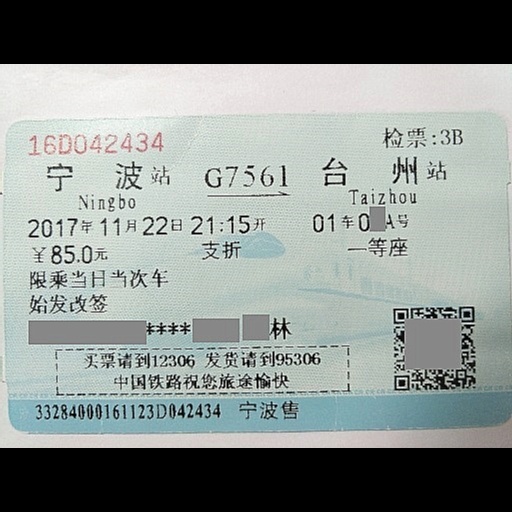 16D042434 检票:3B
宁波站 G7561 台州站
Ningbo Taizhou
2017年11月22日21:15开 01车0 A号
￥85.0元 支折 一等座
限乘当日当次车
始发改签
**** 林
买票请到12306 发货请到95306
中国铁路祝您旅途愉快
33284000161123D042434 宁波售